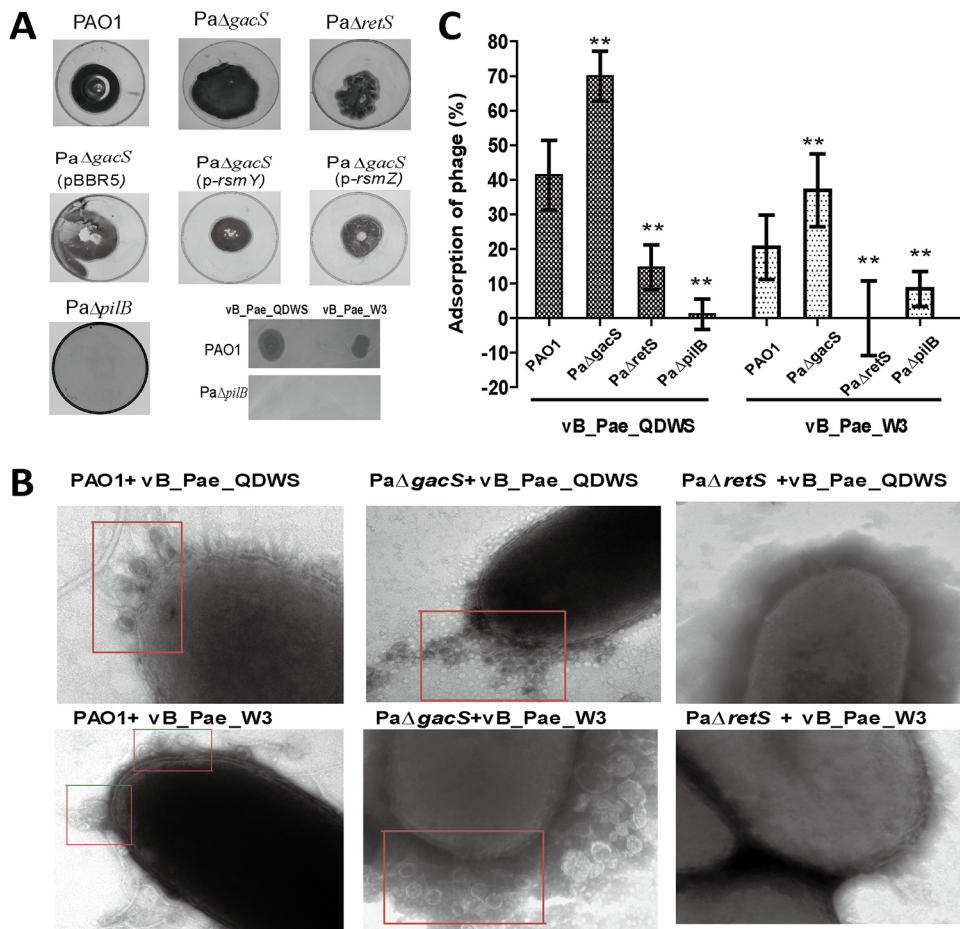 A
PAO1
PaΔgacS
PaΔretS
PaΔgacS
(pBBR5)
PaΔgacS
(p-rsmY)
PaΔgacS
(p-rsmZ)
PaΔpilB
vB_Pae_QDWS
vB_Pae_W3
PAO1
PaΔpilB
C
Adsorption of phage (%)
80
70
60
50
40
30
20
10
0
-10
-20
**
**
**
**
**
**
PAO1
PaΔgacS
PaΔretS
PaΔpilB
PAO1
PaΔgacS
PaΔretS
PaΔpilB
vB_Pae_QDWS
vB_Pae_W3
B
PAO1+ vB_Pae_QDWS
PaΔgacS+vB_Pae_QDWS
PaΔretS +vB_Pae_QDWS
PAO1+ vB_Pae_W3
PaΔgacS+vB_Pae_W3
PaΔretS + vB_Pae_W3